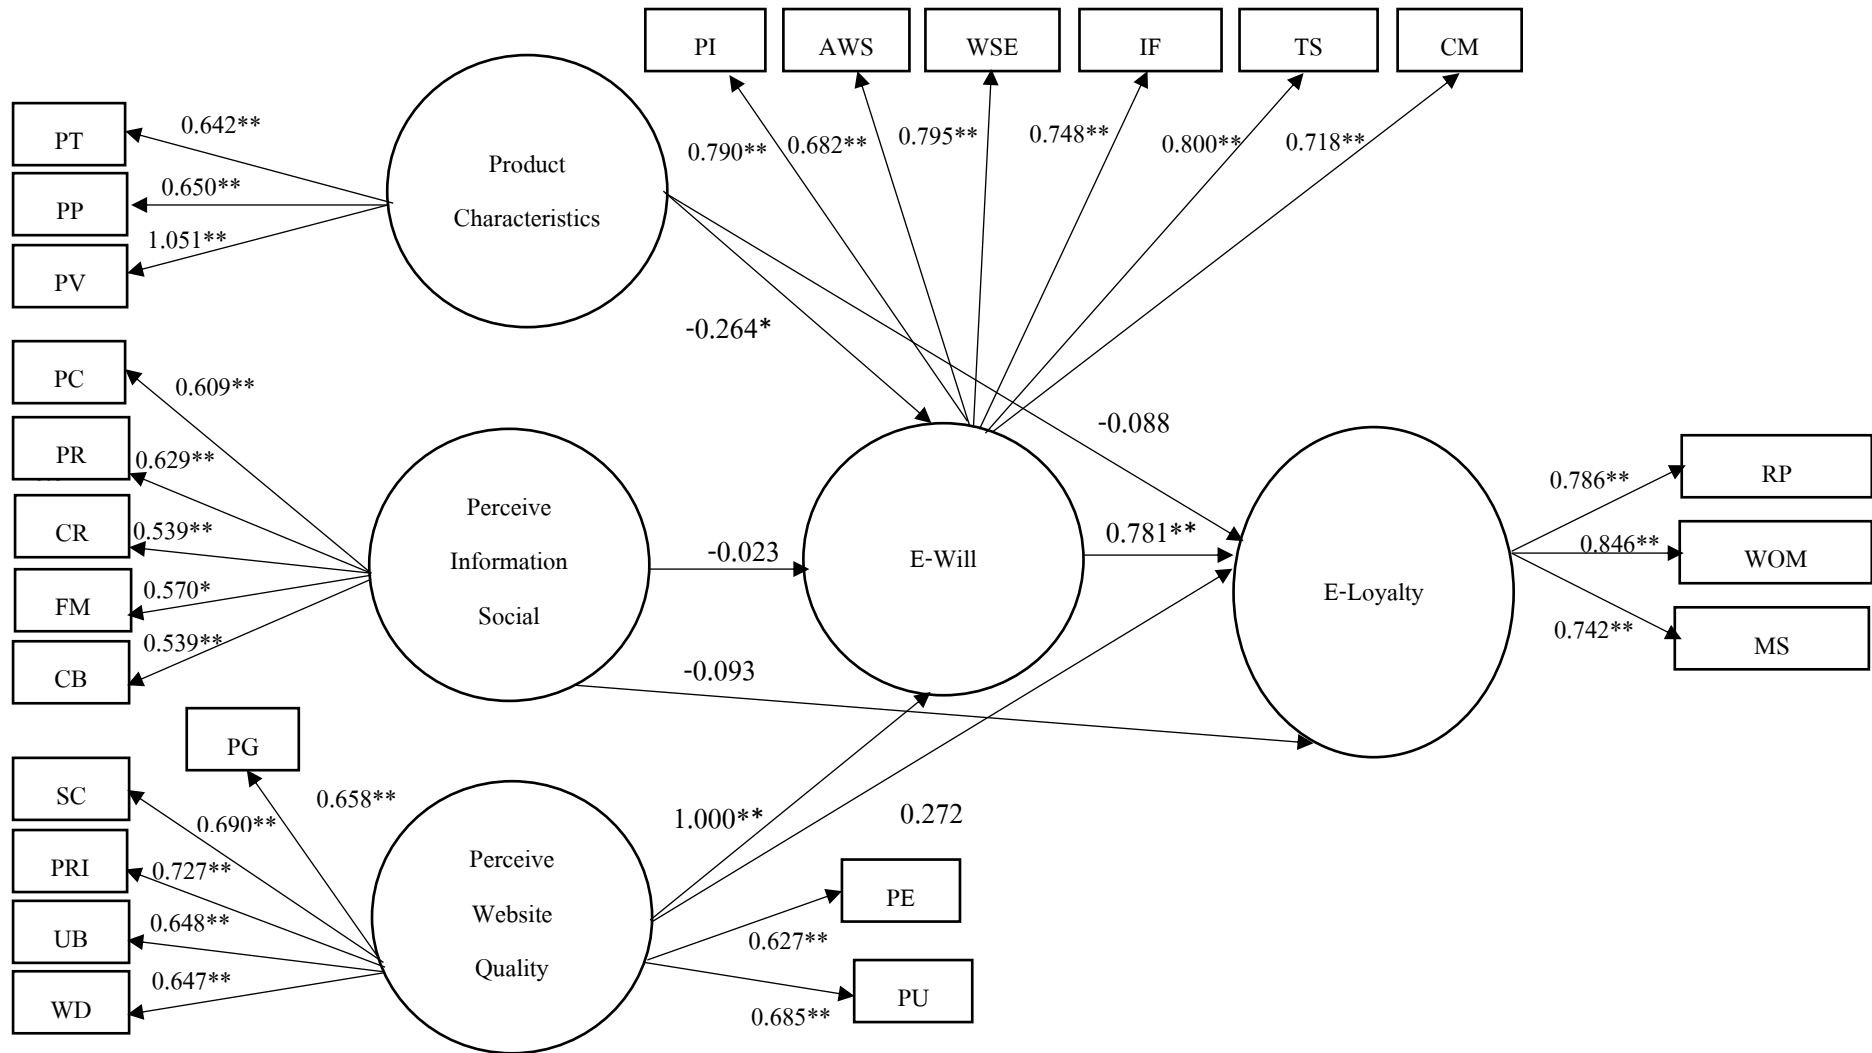 PI
AWS
WSE
IF
TS
CM
0.790**
0.682**
0.795**
0.748**
0.800**
0.718**
PT
PP
PV
0.642**
0.650**
1.051**
Product
Characteristics
-0.264*
-0.088
PC
PR
CR
FM
CB
0.609**
0.629**
0.539**
0.570*
0.539**
Perceive
Information
Social
-0.023
-0.093
E-Will
0.781**
E-Loyalty
0.786**
0.846**
0.742**
RP
WOM
MS
PG
SC
PRI
UB
WD
0.658**
0.690**
0.727**
0.648**
0.647**
Perceive
Website
Quality
1.000**
0.272
0.627**
0.685**
PE
PU